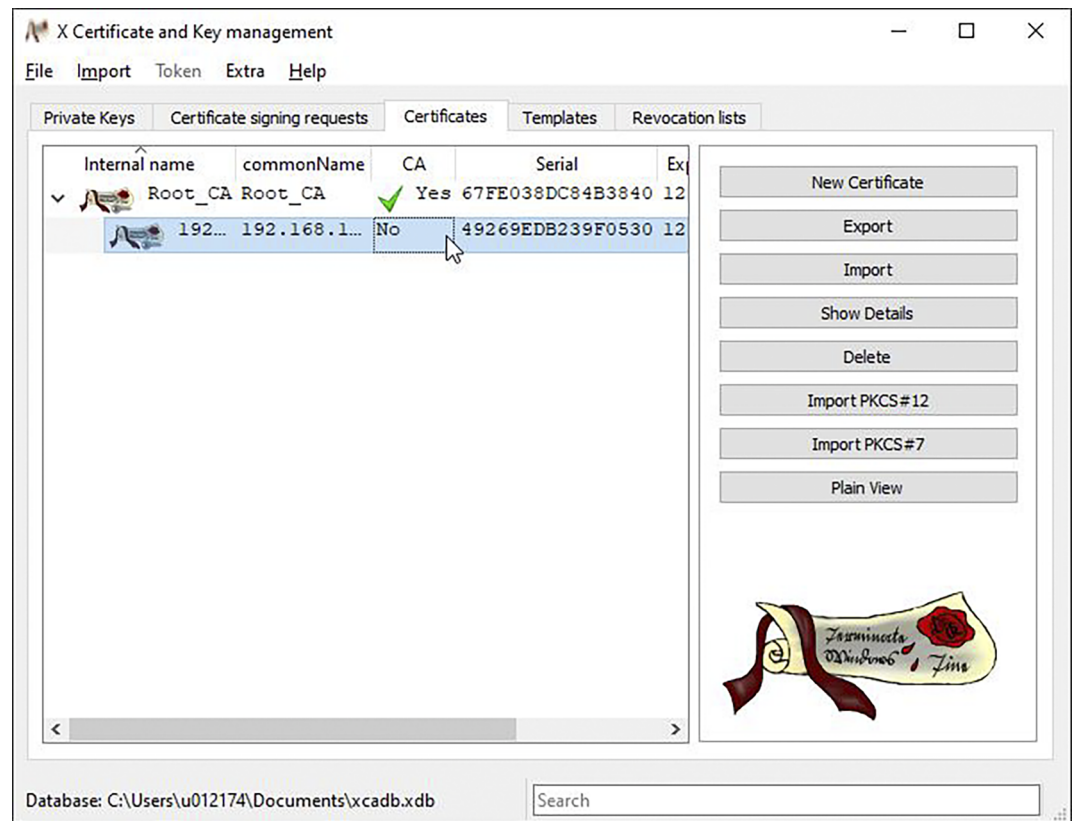 X Certificate and Key management
File Import Token Extra Help
Private Keys Certificate signing requests Certificates Templates Revocation lists
Internal name commonName CA Serial Exp
Root_CA Root_CA Yes 67FE038DC84B3840 12
192... 192.168.1... No 49269EDB239F0530 12
New Certificate
Export
Import
Show Details
Delete
Import PKCS#12
Import PKCS#7
Plain View
Windows Fine
Database: C:\Users\u012174\Documents\xcadb.xdb Search